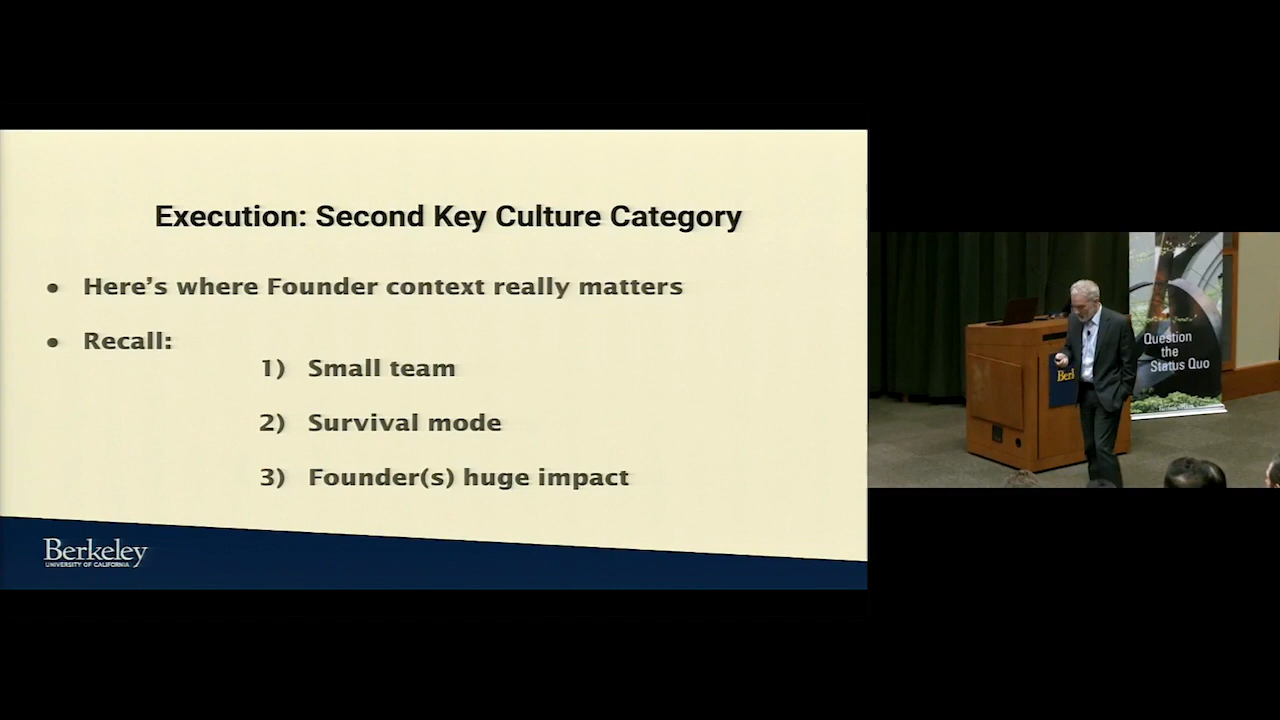 Execution: Second Key Culture Category
● Here's where Founder context really matters
● Recall:
1) Small team
2) Survival mode
3) Founder(s) huge impact
Berkeley
UNIVERSITY OF CALIFORNIA
Question
the
Status Quo
Berk